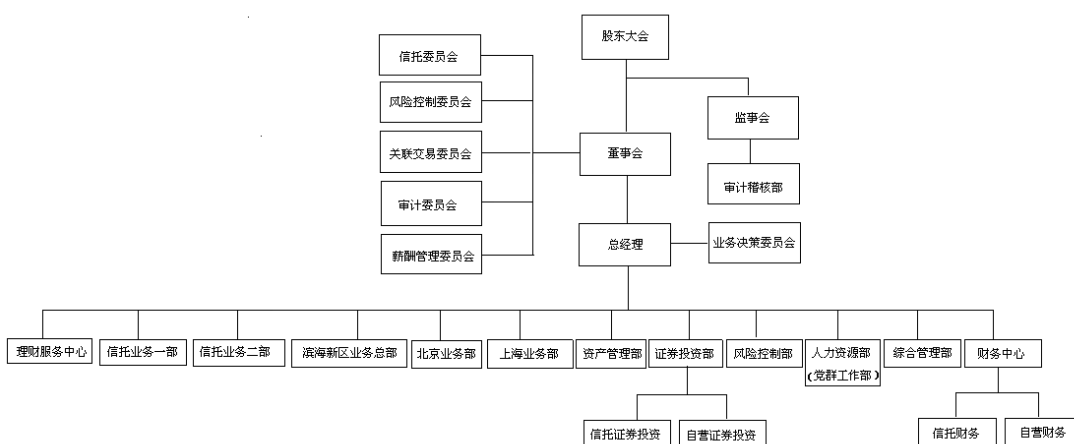 股东大会
信托委员会
风险控制委员会
监事会
关联交易委员会
董事会
审计稽核部
审计委员会
总经理
业务决策委员会
薪酬管理委员会
理财服务中心
信托业务一部
信托业务二部
滨海新区业务总部
北京业务部
上海业务部
资产管理部
证券投资部
风险控制部
人力资源部
(党群工作部)
综合管理部
财务中心
信托证券投资
自营证券投资
信托财务
自营财务